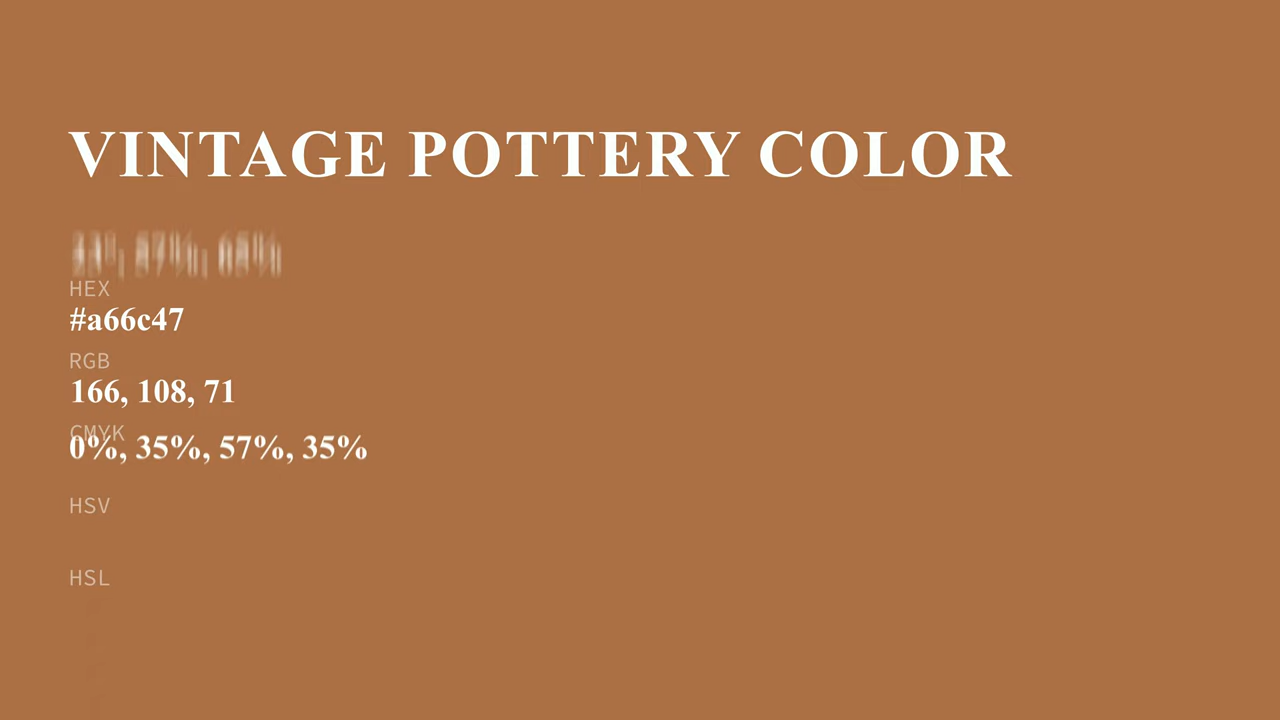 VINTAGE POTTERY COLOR
HEX
#a66c47
RGB
166, 108, 71
CMYK
0%, 35%, 57%, 35%
HSV
HSL